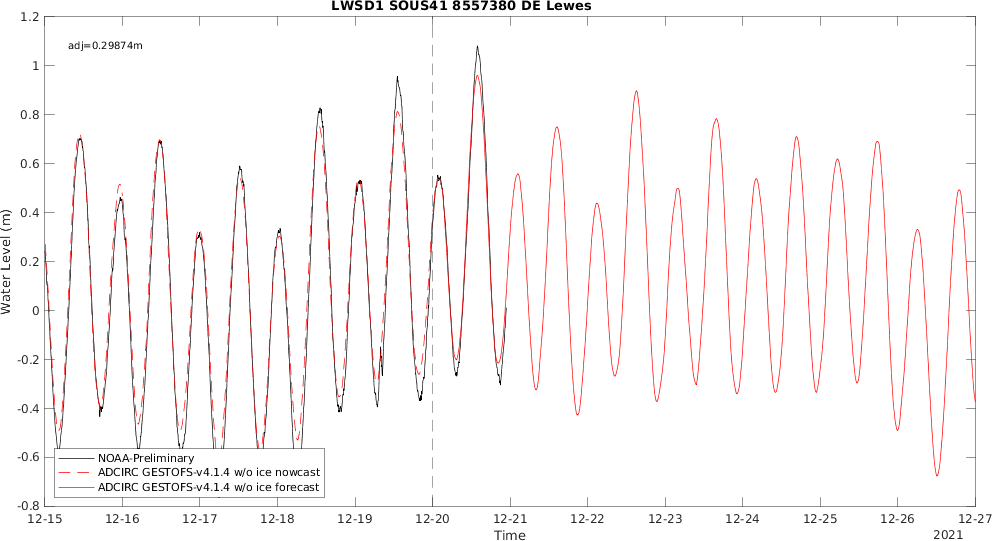 LWSD1 SOUS41 8557380 DE Lewes
adj=0.29874m
1.2
1
0.8
0.6
0.4
0.2
0
-0.2
-0.4
-0.6
-0.8
Water Level (m)
NOAA-Preliminary
ADCIRC GESTOFS-v4.1.4 w/o ice nowcast
ADCIRC GESTOFS-v4.1.4 w/o ice forecast
12-15 12-16 12-17 12-18 12-19 12-20 12-21 12-22 12-23 12-24 12-25 12-26 12-27
Time
2021